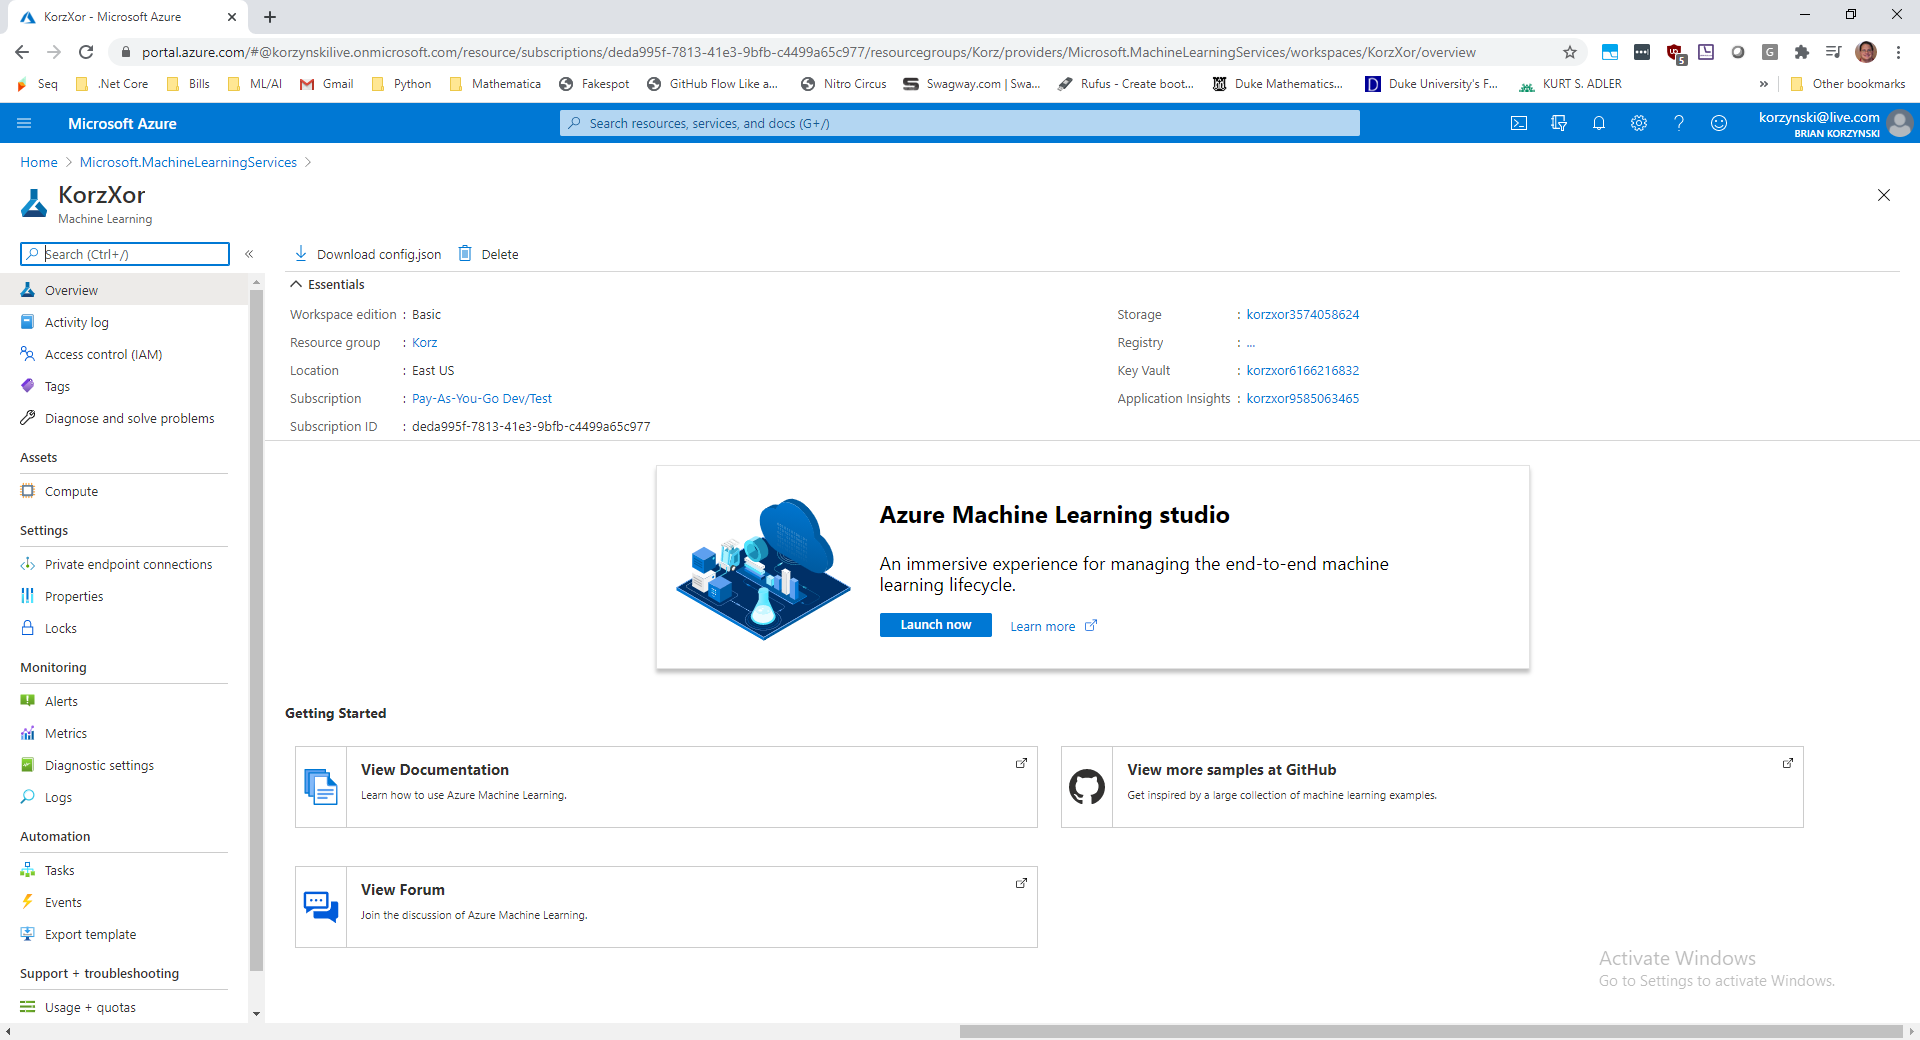 KorzXor - Microsoft Azure
portal.azure.com/#@korzynskilive.onmicrosoft.com/resource/subscriptions/deda995f-7813-41e3-9bfb-c4499a65c977/resourcegroups/Korz/providers/Microsoft.MachineLearningServices/workspaces/KorzXor/overview
5
G
Seq
.Net Core
Bills
ML/AI
Gmail
Python
Mathematica
Fakespot
GitHub Flow Like a...
Nitro Circus
Swagway.com | Swa...
Rufus - Create boot...
Duke Mathematics...
Duke University's F...
KURT S. ADLER
»
Other bookmarks
Microsoft Azure
Search resources, services, and docs (G+/)
korzynski@live.com
BRIAN KORZYNSKI
Home > Microsoft.MachineLearningServices >
KorzXor
Machine Learning
Search (Ctrl+/)
«
Download config.json
Delete
Overview
Activity log
Access control (IAM)
Tags
Diagnose and solve problems
Assets
Compute
Settings
Private endpoint connections
Properties
Locks
Monitoring
Alerts
Metrics
Diagnostic settings
Logs
Automation
Tasks
Events
Export template
Support + troubleshooting
Usage + quotas
Essentials
Workspace edition : Basic
Resource group : Korz
Location : East US
Subscription : Pay-As-You-Go Dev/Test
Subscription ID : deda995f-7813-41e3-9bfb-c4499a65c977
Storage : korzxor3574058624
Registry : ...
Key Vault : korzxor6166216832
Application Insights : korzxor9585063465
Azure Machine Learning studio
An immersive experience for managing the end-to-end machine
learning lifecycle.
Launch now
Learn more
Getting Started
View Documentation
Learn how to use Azure Machine Learning.
View more samples at GitHub
Get inspired by a large collection of machine learning examples.
View Forum
Join the discussion of Azure Machine Learning.
Activate Windows
Go to Settings to activate Windows.